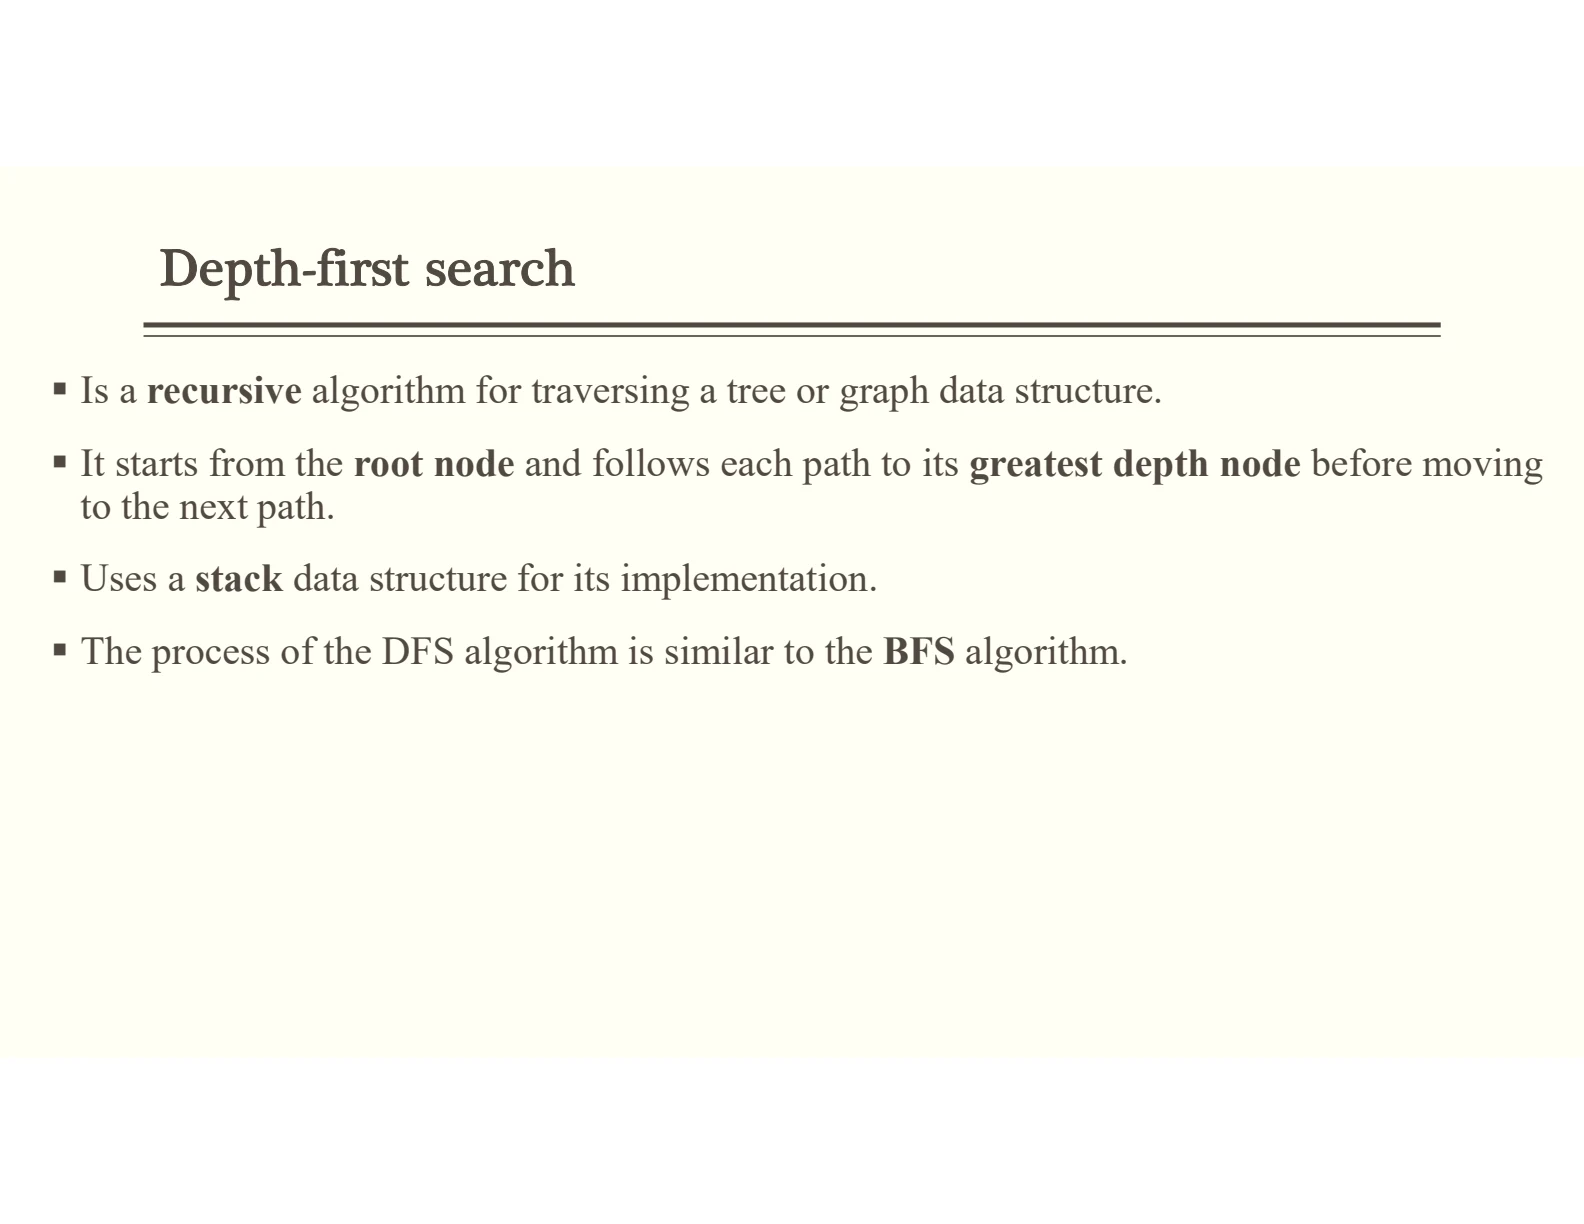 Depth-first search
▪ Is a recursive algorithm for traversing a tree or graph data structure.
▪ It starts from the root node and follows each path to its greatest depth node before moving
to the next path.
▪ Uses a stack data structure for its implementation.
▪ The process of the DFS algorithm is similar to the BFS algorithm.